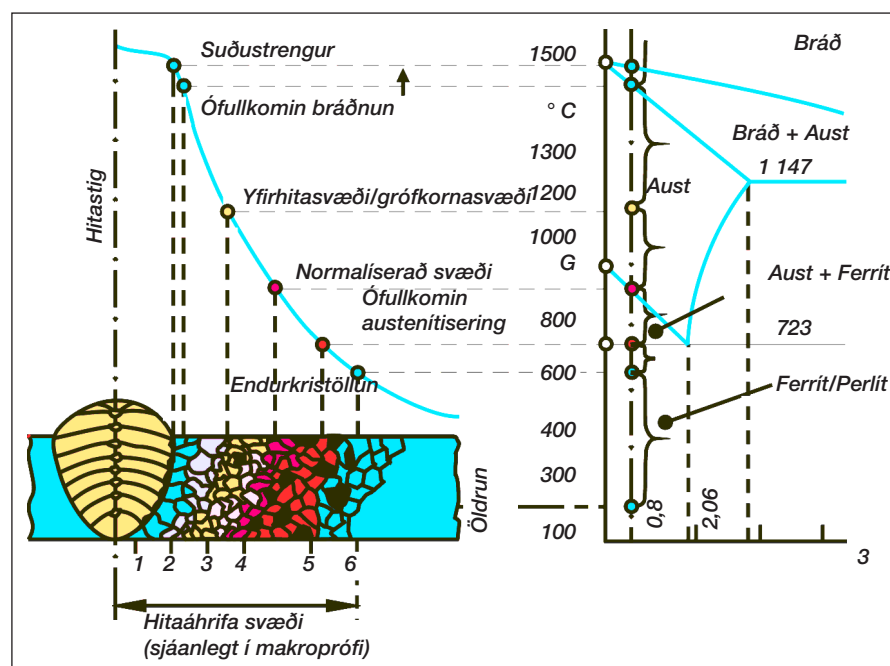 Suðustrengur
Ófullkomin bráðnun
Hitastig
Yfirhitasvæði/grófkornasvæði
Normalíserað svæði
Ófullkomin
austenítisering
Endurkristöllun
Öldrun
1 2 3 4 5 6
Hitaáhrifa svæði
(sjáanlegt í makroprófi)
1500
° C
1300
1200
1000
G
800
600
400
300
100
Bráð
Bráð + Aust
1 147
Aust
Aust + Ferrít
723
Ferrít/Perlít
0,8
2,06
3